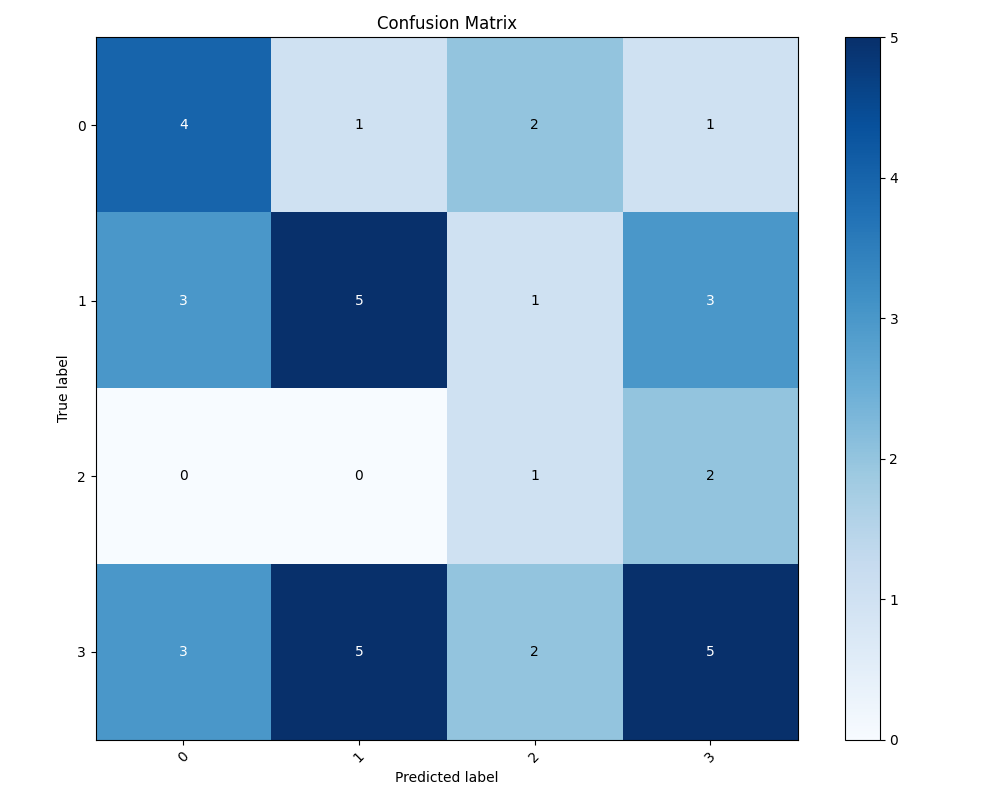 Confusion Matrix
0 4 1 2 1
1 3 5 1 3
2 0 0 1 2
3 3 5 2 5
0 1 2 3
Predicted label
True label
5
4
3
2
1
0